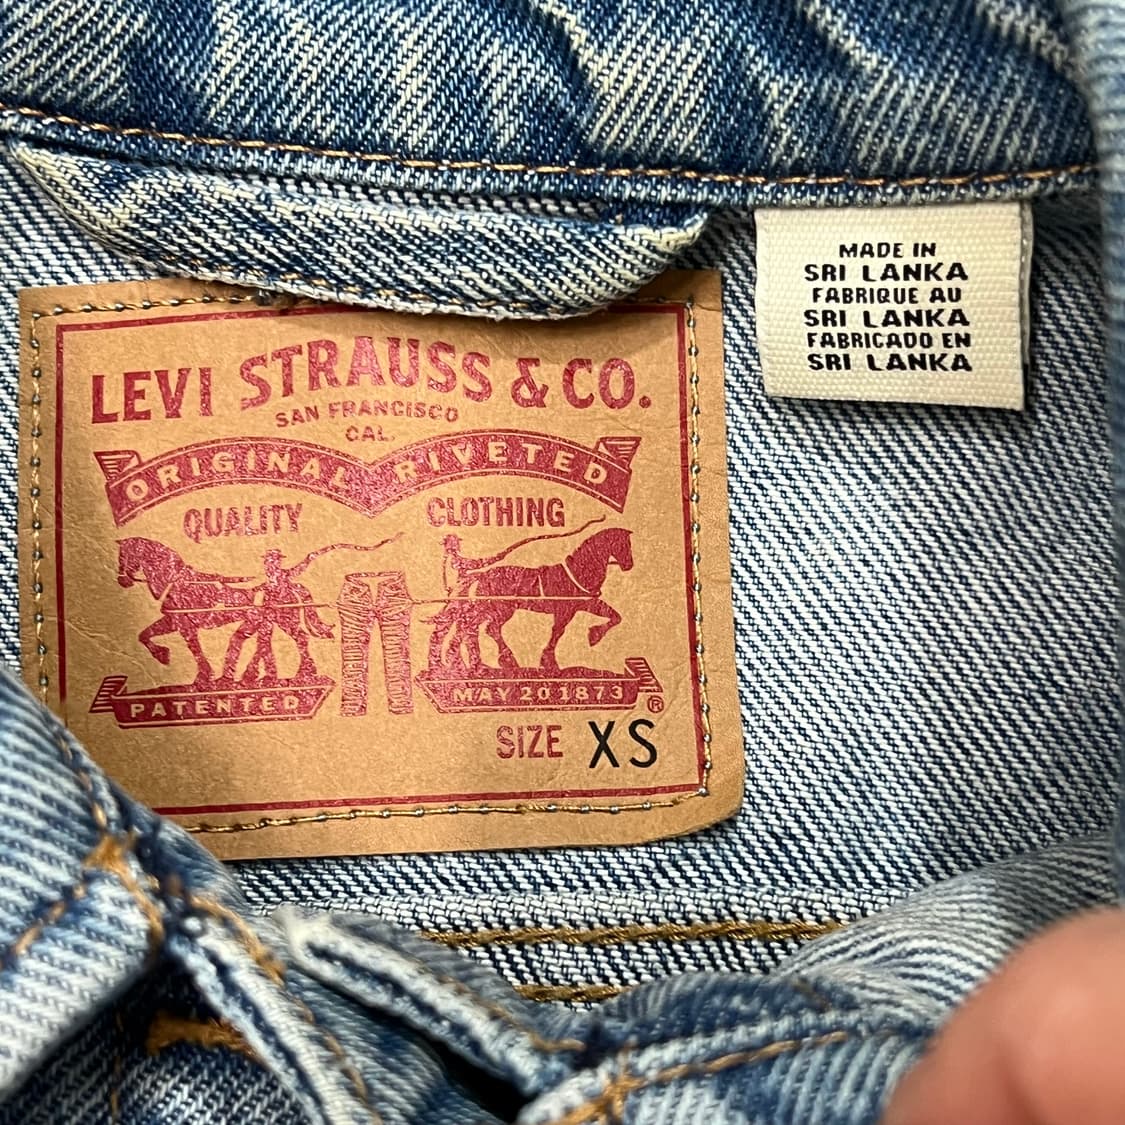 LEVI STRAUSS & CO.
SAN FRANCISCO
CAL.
ORIGINAL RIVETED
QUALITY CLOTHING
PATENTED MAY 20 1873 ®
SIZE XS
MADE IN
SRI LANKA
FABRIQUE AU
SRI LANKA
FABRICADO EN
SRI LANKA